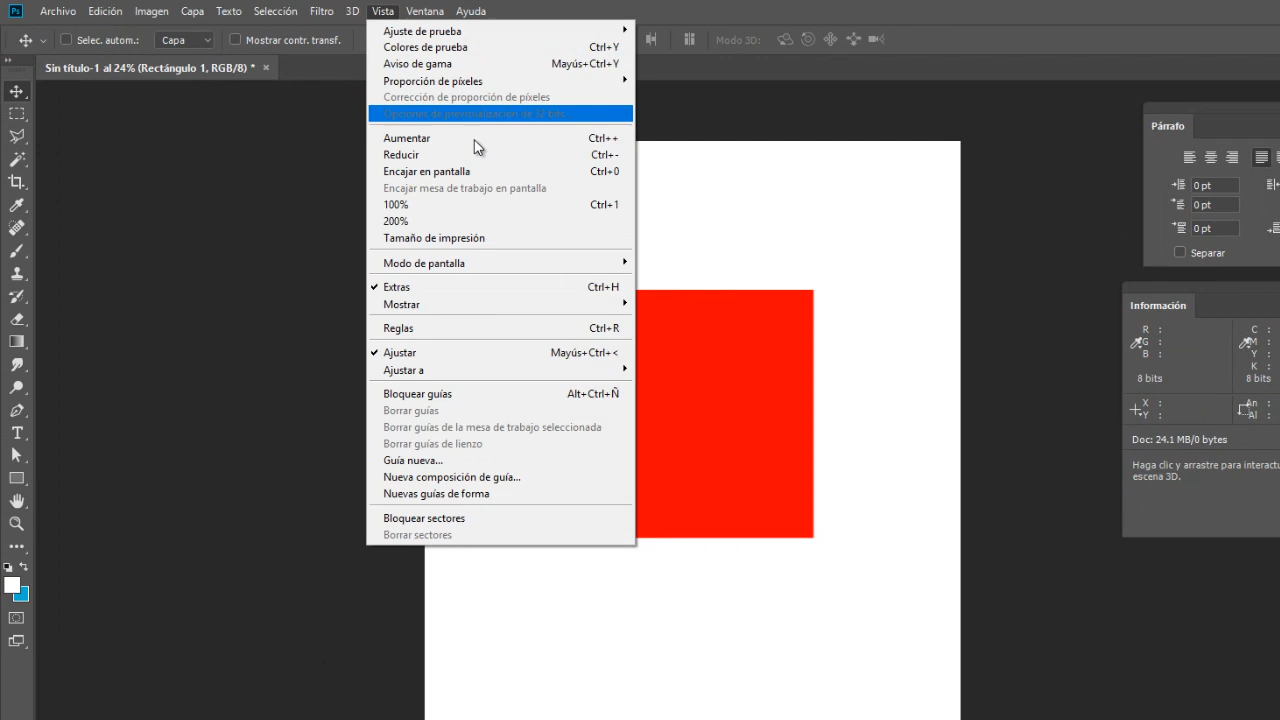 Ps Archivo Edición Imagen Capa Texto Selección Filtro 3D Vista Ventana Ayuda
Selec. autom.: Capa Mostrar contr. transf. Modo 3D:
Sin título-1 al 24% (Rectángulo 1, RGB/8) * ×
Ajuste de prueba
Colores de prueba Ctrl+Y
Aviso de gama Mayús+Ctrl+Y
Proporción de píxeles
Corrección de proporción de píxeles
Opciones de previsualización de 32 bits...
Aumentar Ctrl++
Reducir Ctrl+-
Encajar en pantalla Ctrl+0
Encajar mesa de trabajo en pantalla
100% Ctrl+1
200%
Tamaño de impresión
Modo de pantalla
Extras Ctrl+H
Mostrar
Reglas Ctrl+R
Ajustar Mayús+Ctrl+<
Ajustar a
Bloquear guías Alt+Ctrl+Ñ
Borrar guías
Borrar guías de la mesa de trabajo seleccionada
Borrar guías de lienzo
Guía nueva...
Nueva composición de guía...
Nuevas guías de forma
Bloquear sectores
Borrar sectores
Párrafo
0 pt
0 pt
0 pt
Separar
Información
R : C :
G : M :
B : Y :
K :
8 bits 8 bits
X : An
Y : Al
Doc: 24.1 MB/0 bytes
Haga clic y arrastre para interactu
escena 3D.